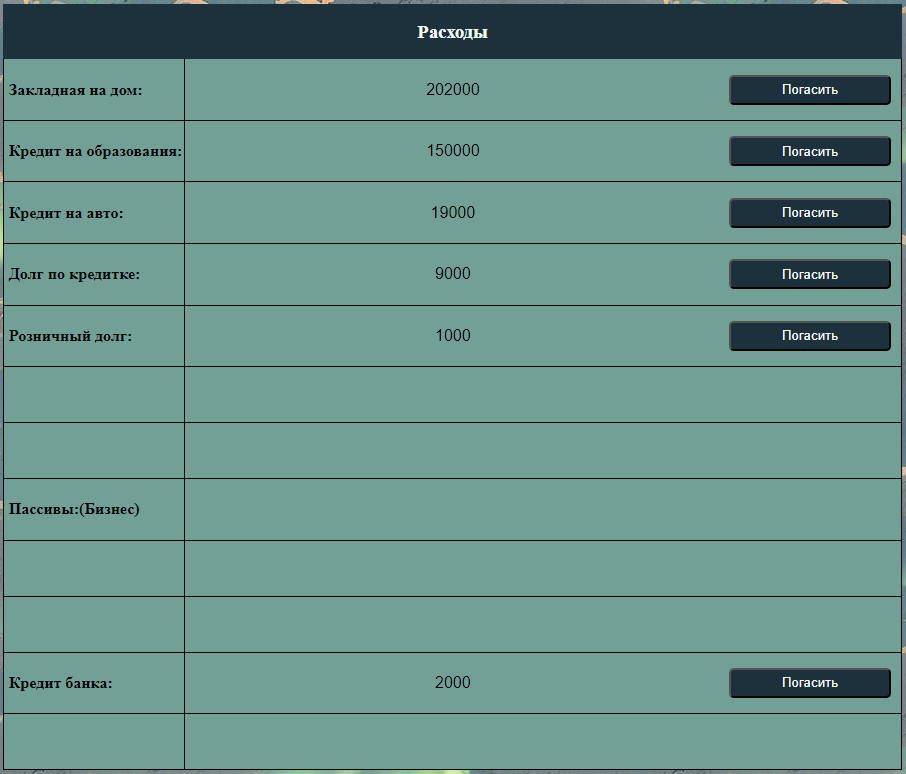 Расходы
Закладная на дом: 202000 Погасить
Кредит на образования: 150000 Погасить
Кредит на авто: 19000 Погасить
Долг по кредитке: 9000 Погасить
Розничный долг: 1000 Погасить
Пассивы:(Бизнес)
Кредит банка: 2000 Погасить